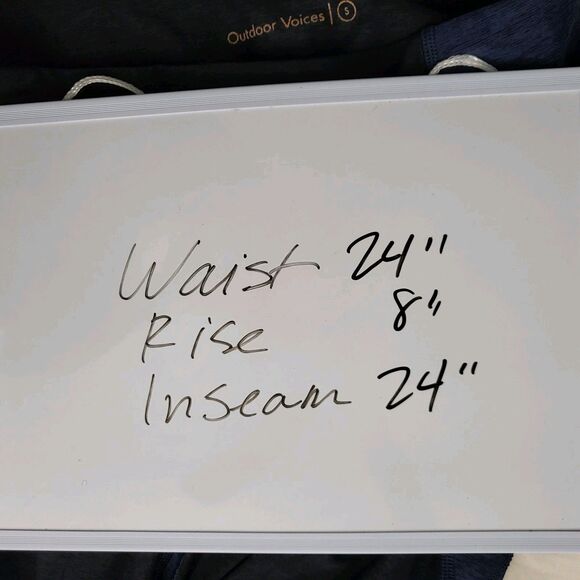 Outdoor Voices | S
Waist 24"
Rise 8"
Inseam 24"